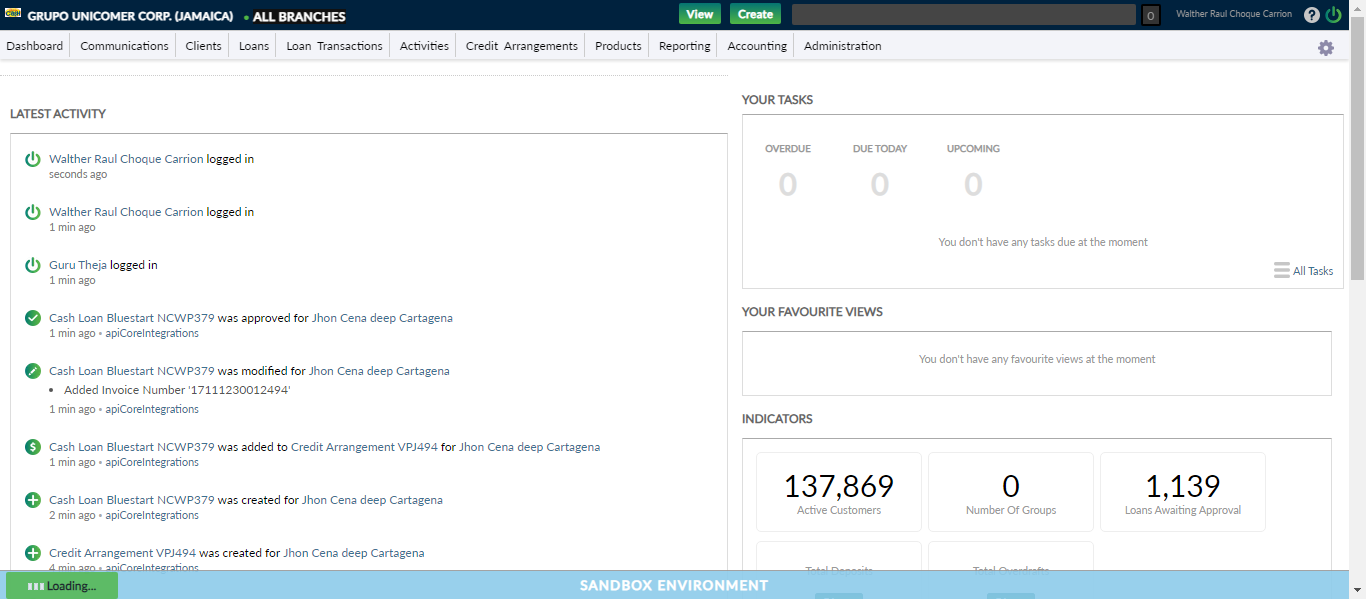 CASH GRUPO UNICOMER CORP. (JAMAICA) • ALL BRANCHES View Create 0 Walther Raul Choque Carrion ?
Dashboard Communications Clients Loans Loan Transactions Activities Credit Arrangements Products Reporting Accounting Administration
LATEST ACTIVITY
Walther Raul Choque Carrion logged in
seconds ago
Walther Raul Choque Carrion logged in
1 min ago
Guru Theja logged in
1 min ago
Cash Loan Bluestart NCWP379 was approved for Jhon Cena deep Cartagena
1 min ago • apiCoreIntegrations
Cash Loan Bluestart NCWP379 was modified for Jhon Cena deep Cartagena
• Added Invoice Number '17111230012494'
1 min ago • apiCoreIntegrations
$ Cash Loan Bluestart NCWP379 was added to Credit Arrangement VPJ494 for Jhon Cena deep Cartagena
1 min ago • apiCoreIntegrations
Cash Loan Bluestart NCWP379 was created for Jhon Cena deep Cartagena
2 min ago • apiCoreIntegrations
Credit Arrangement VPJ494 was created for Jhon Cena deep Cartagena
4 min ago • apiCoreIntegrations
YOUR TASKS
OVERDUE DUE TODAY UPCOMING
0 0 0
You don't have any tasks due at the moment
All Tasks
YOUR FAVOURITE VIEWS
You don't have any favourite views at the moment
INDICATORS
137,869 0 1,139
Active Customers Number Of Groups Loans Awaiting Approval
Total Deposits Total Overdrafts
Loading... SANDBOX ENVIRONMENT